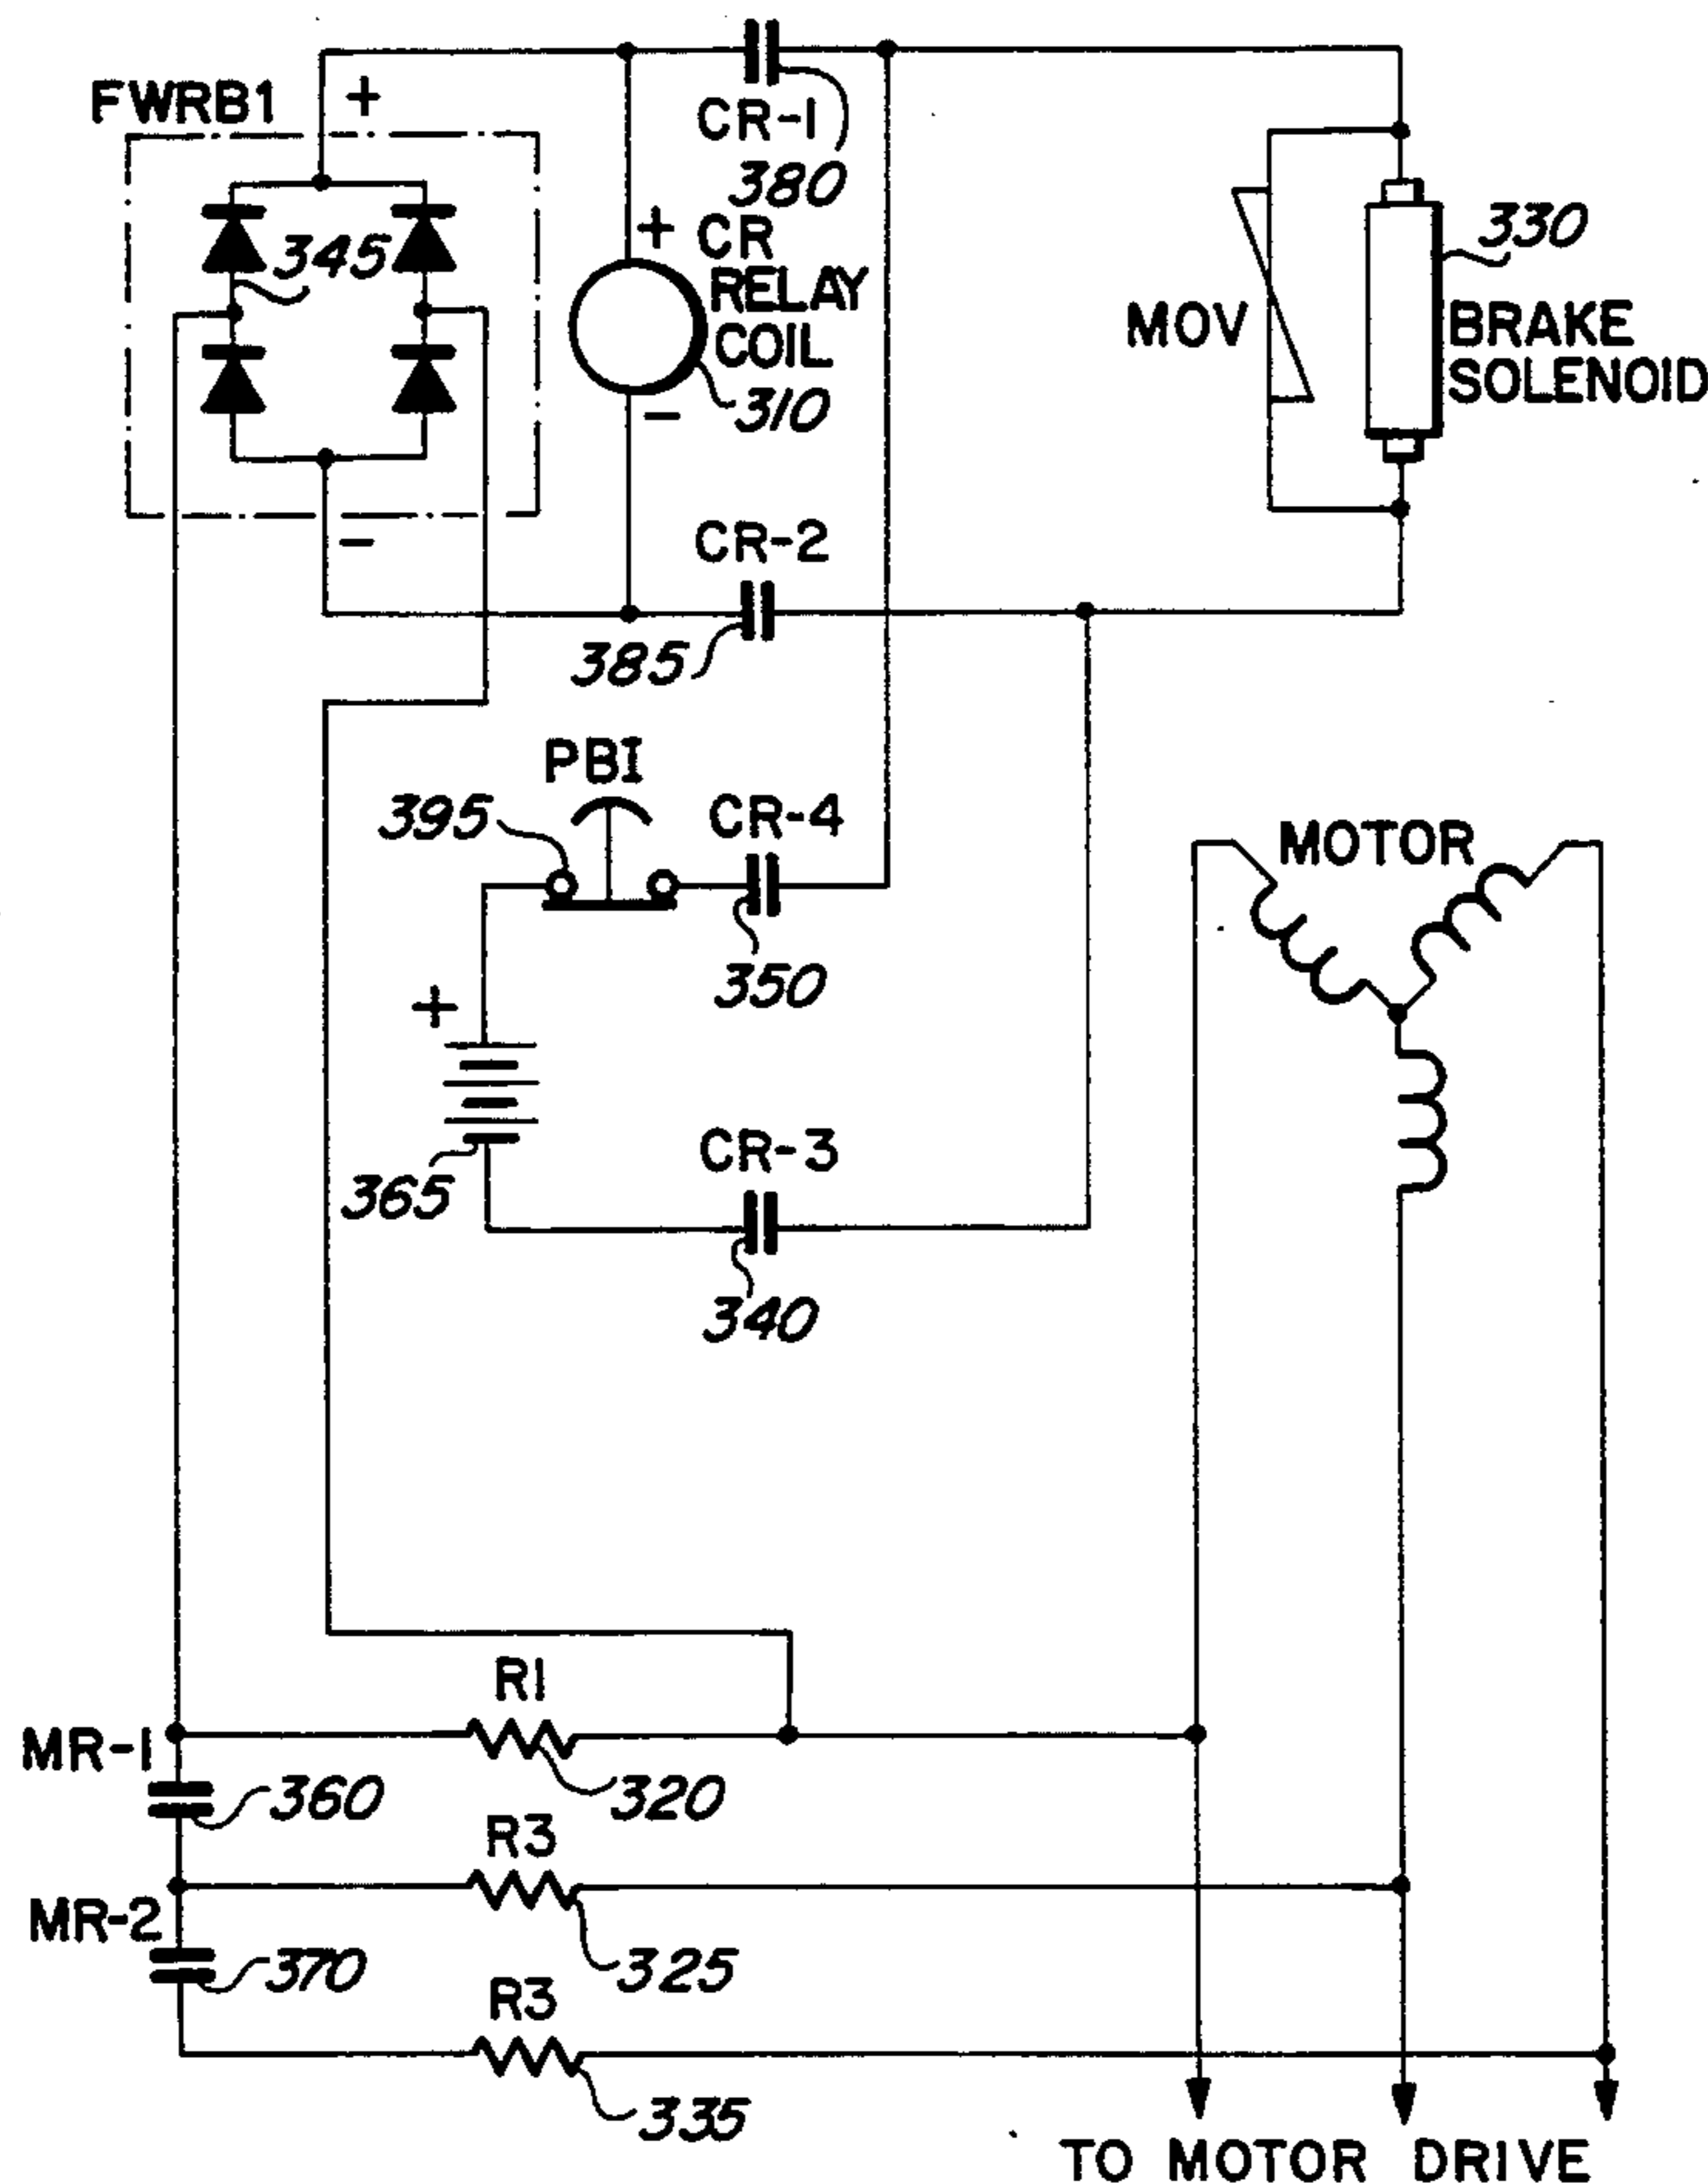 FWRB1
+
CR-1
380
345
+ CR
RELAY
COIL
310
−
MOV
330
BRAKE
SOLENOID
−
CR-2
385
PBI
395
CR-4
350
MOTOR
+
365
CR-3
340
R1
MR-1
360
320
R3
MR-2
370
325
R3
335
TO MOTOR DRIVE